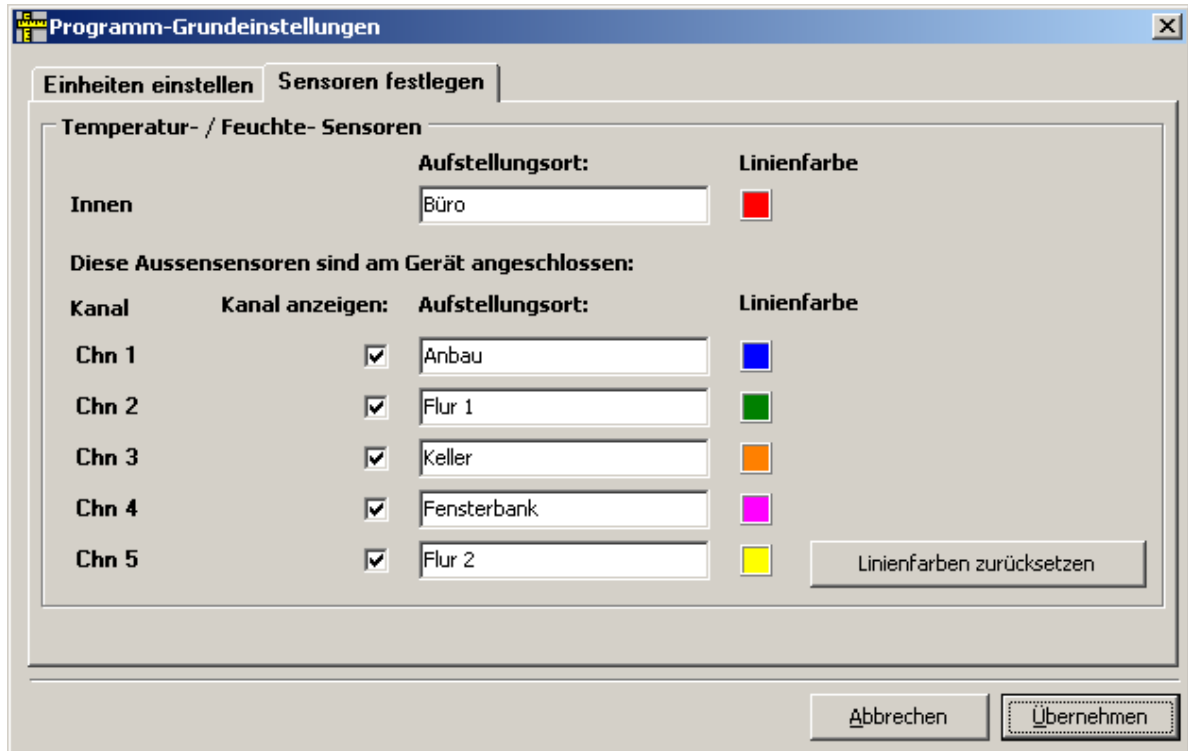 Programm-Grundeinstellungen
Einheiten einstellen Sensoren festlegen
Temperatur- / Feuchte- Sensoren
Aufstellungsort: Linienfarbe
Innen Büro
Diese Aussensensoren sind am Gerät angeschlossen:
Kanal Kanal anzeigen: Aufstellungsort: Linienfarbe
Chn 1 Anbau
Chn 2 Flur 1
Chn 3 Keller
Chn 4 Fensterbank
Chn 5 Flur 2 Linienfarben zurücksetzen
Abbrechen Übernehmen